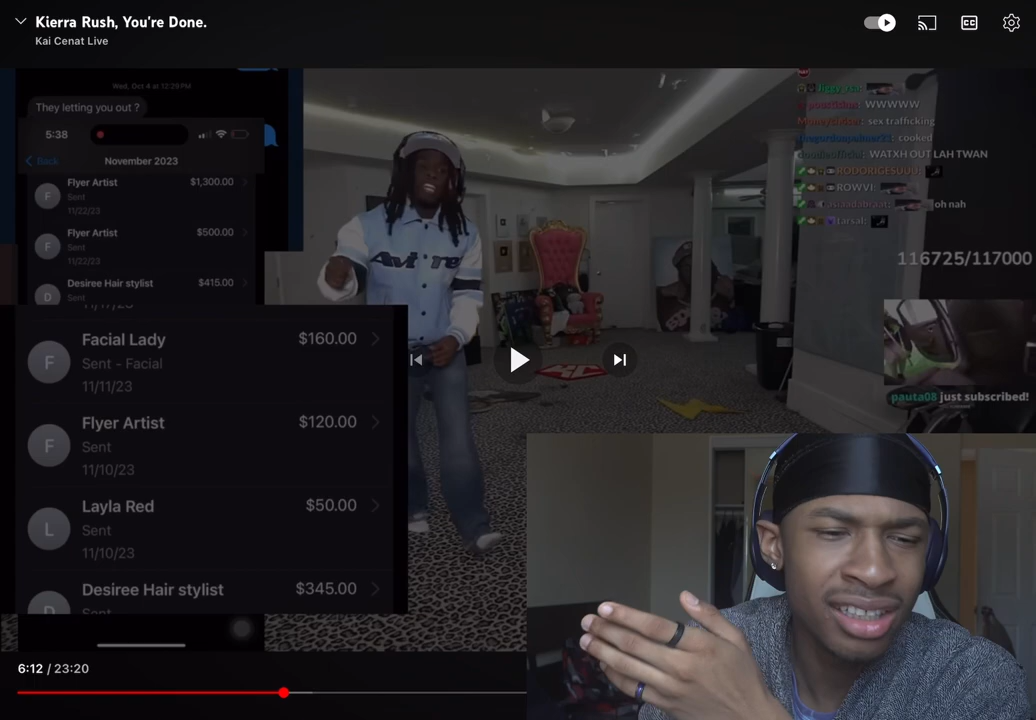 Kierra Rush, You're Done.
Kai Cenat Live
CC
Wed, Oct 4 at 12:29 PM
They letting you out ?
5:38
Back
November 2023
F
Flyer Artist
$1,300.00
Sent
11/22/23
F
Flyer Artist
$500.00
Sent
11/22/23
D
Desiree Hair stylist
$415.00
Sent
F
Facial Lady
$160.00
Sent - Facial
11/11/23
F
Flyer Artist
$120.00
Sent
11/10/23
L
Layla Red
$50.00
Sent
11/10/23
D
Desiree Hair stylist
$345.00
Sent
WWWWW
sex trafficking
cooked
WATXH OUT LAH TWAN
RODORIGESUUU:
ROWVI:
asiaadabraat: oh nah
tarsal:
116725/117000
pauta08 just subscribed!
6:12 / 23:20